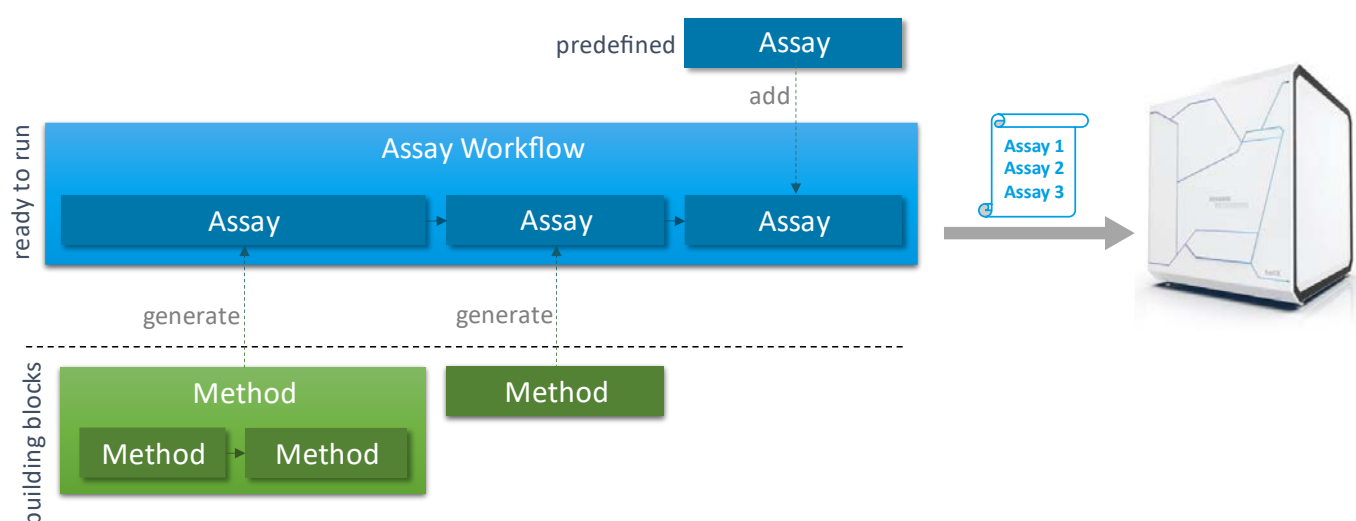 predefined
Assay
add
ready to run
Assay Workflow
Assay
Assay
Assay
Assay 1
Assay 2
Assay 3
generate
generate
building blocks
Method
Method
Method
Method